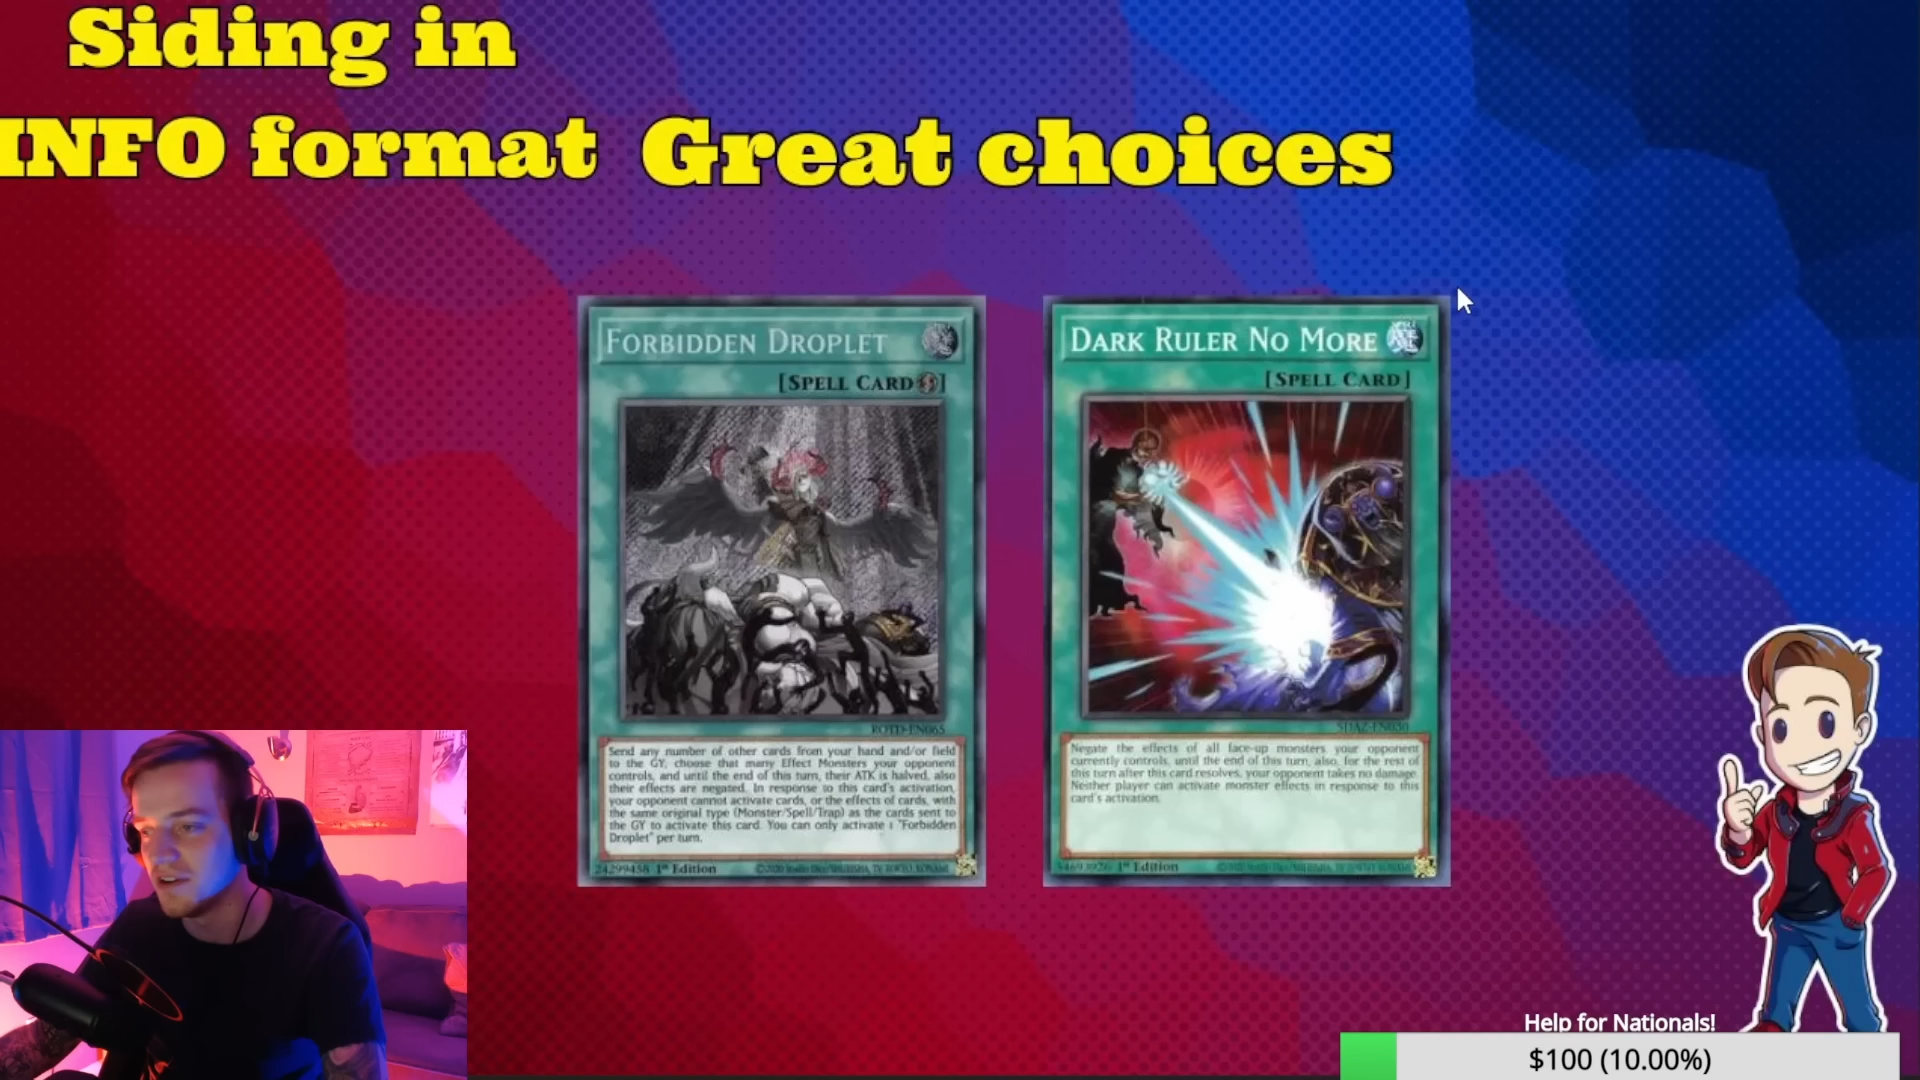 Siding in
INFO format Great choices
FORBIDDEN DROPLET
[SPELL CARD]
ROTD-EN065
Send any number of other cards from your hand and/or field
to the GY; choose that many Effect Monsters your opponent
controls, and until the end of this turn, their ATK is halved, also
their effects are negated. In response to this card's activation,
your opponent cannot activate cards, or the effects of cards, with
the same original type (Monster/Spell/Trap) as the cards sent to
the GY to activate this card. You can only activate 1 "Forbidden
Droplet" per turn.
24299458 1st Edition
DARK RULER NO MORE
[SPELL CARD]
Negate the effects of all face-up monsters your opponent
currently controls, until the end of this turn, also, for the rest of
this turn after this card resolves, your opponent takes no damage.
Neither player can activate monster effects in response to this
card's activation.
1st Edition
Help for Nationals!
$100 (10.00%)